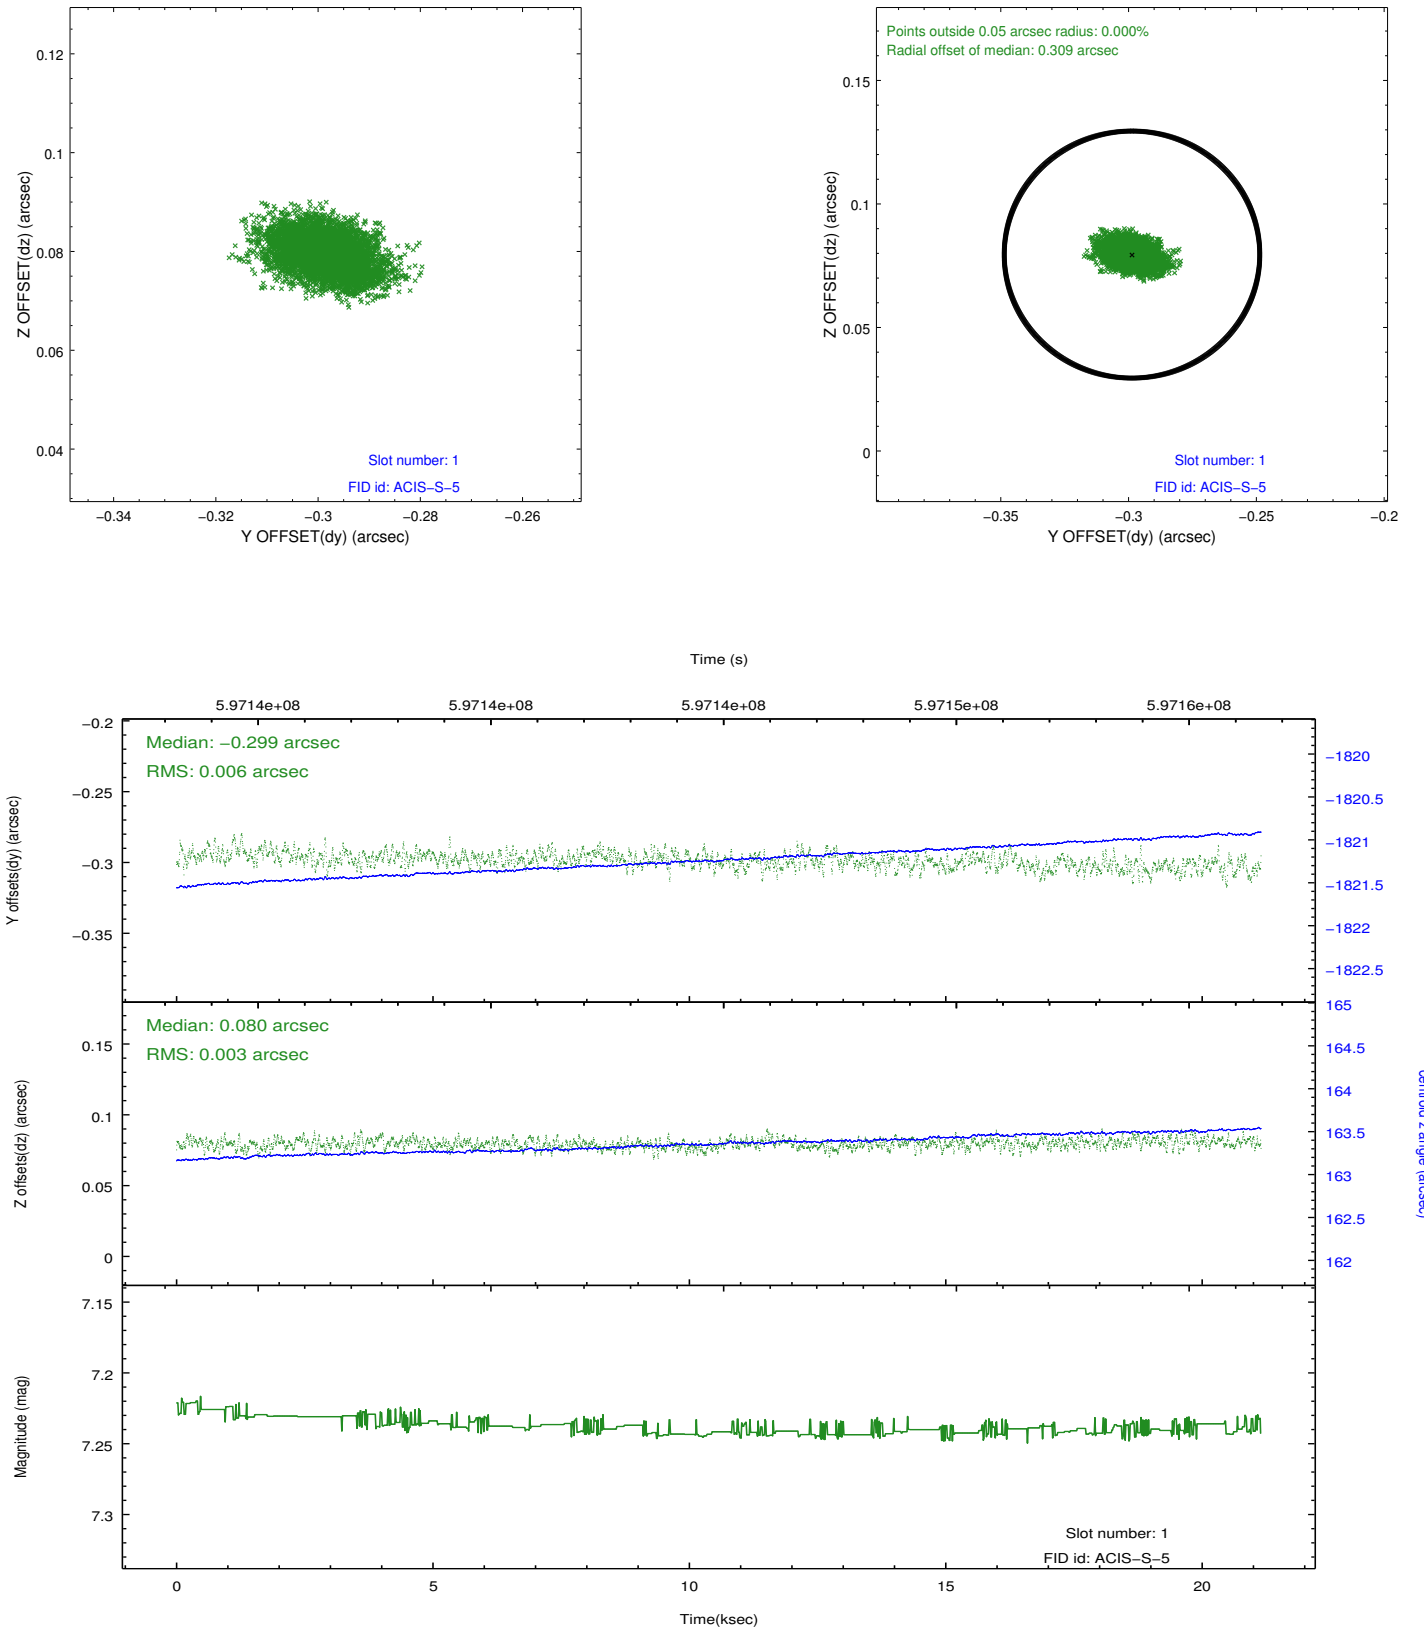 0.12
0.1
0.08
0.06
0.04
Z OFFSET(dz) (arcsec)
Slot number: 1
FID id: ACIS−S−5
−0.34 −0.32 −0.3 −0.28 −0.26
Y OFFSET(dy) (arcsec)
Points outside 0.05 arcsec radius: 0.000%
Radial offset of median: 0.309 arcsec
0.15
0.1
0.05
0
Z OFFSET(dz) (arcsec)
Slot number: 1
FID id: ACIS−S−5
−0.35 −0.3 −0.25 −0.2
Y OFFSET(dy) (arcsec)
Time (s)
5.9714e+08 5.9714e+08 5.9714e+08 5.9715e+08 5.9716e+08
Median: −0.299 arcsec
RMS: 0.006 arcsec
−0.2
−0.25
−0.3
−0.35
Y offsets(dy) (arcsec)
−1820
−1820.5
−1821
−1821.5
−1822
−1822.5
Median: 0.080 arcsec
RMS: 0.003 arcsec
0.15
0.1
0.05
0
Z offsets(dz) (arcsec)
165
164.5
164
163.5
163
162.5
162
centroid z angle (arcsec)
7.15
7.2
7.25
7.3
Magnitude (mag)
Slot number: 1
FID id: ACIS−S−5
0 5 10 15 20
Time(ksec)